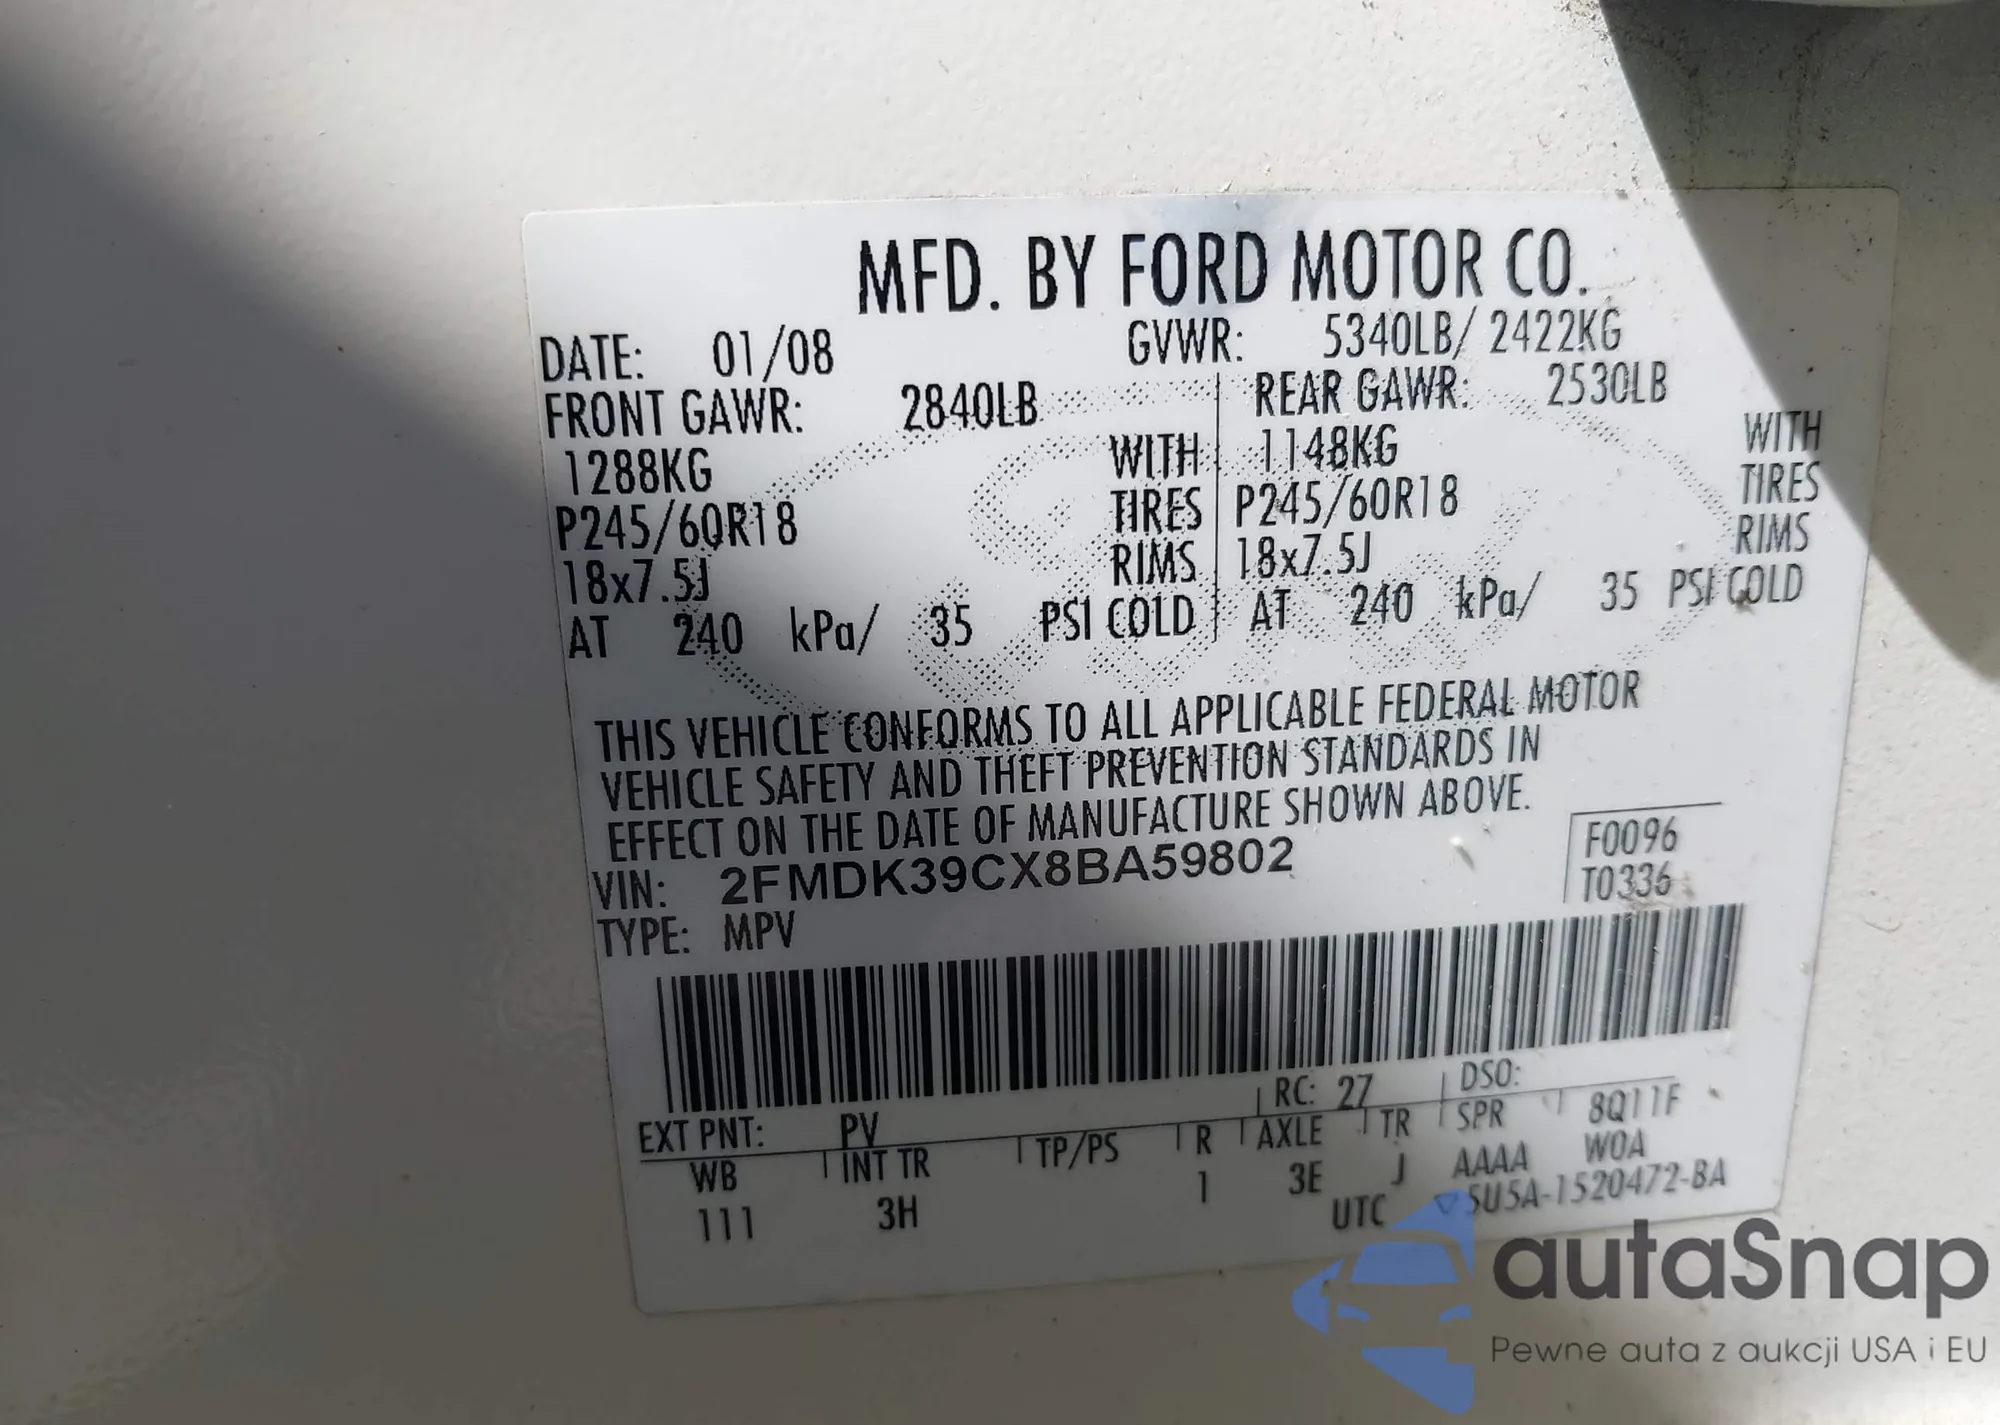 MFD. BY FORD MOTOR CO.
DATE: 01/08 GVWR: 5340LB/ 2422KG
FRONT GAWR: 2840LB REAR GAWR: 2530LB
1288KG WITH 1148KG WITH
P245/60R18 TIRES P245/60R18 TIRES
18x7.5J RIMS 18x7.5J RIMS
AT 240 kPa/ 35 PSI COLD AT 240 kPa/ 35 PSI COLD
THIS VEHICLE CONFORMS TO ALL APPLICABLE FEDERAL MOTOR
VEHICLE SAFETY AND THEFT PREVENTION STANDARDS IN
EFFECT ON THE DATE OF MANUFACTURE SHOWN ABOVE.
F0096
VIN: 2FMDK39CX8BA59802
T0336
TYPE: MPV
EXT PNT: PV RC: 27 DSO:
WB INT TR TP/PS R AXLE TR SPR 8Q11F
111 3H 1 3E J AAAA W0A
UTC 5U5A-1520472-BA
autaSnap
Pewne auta z aukcji USA i EU